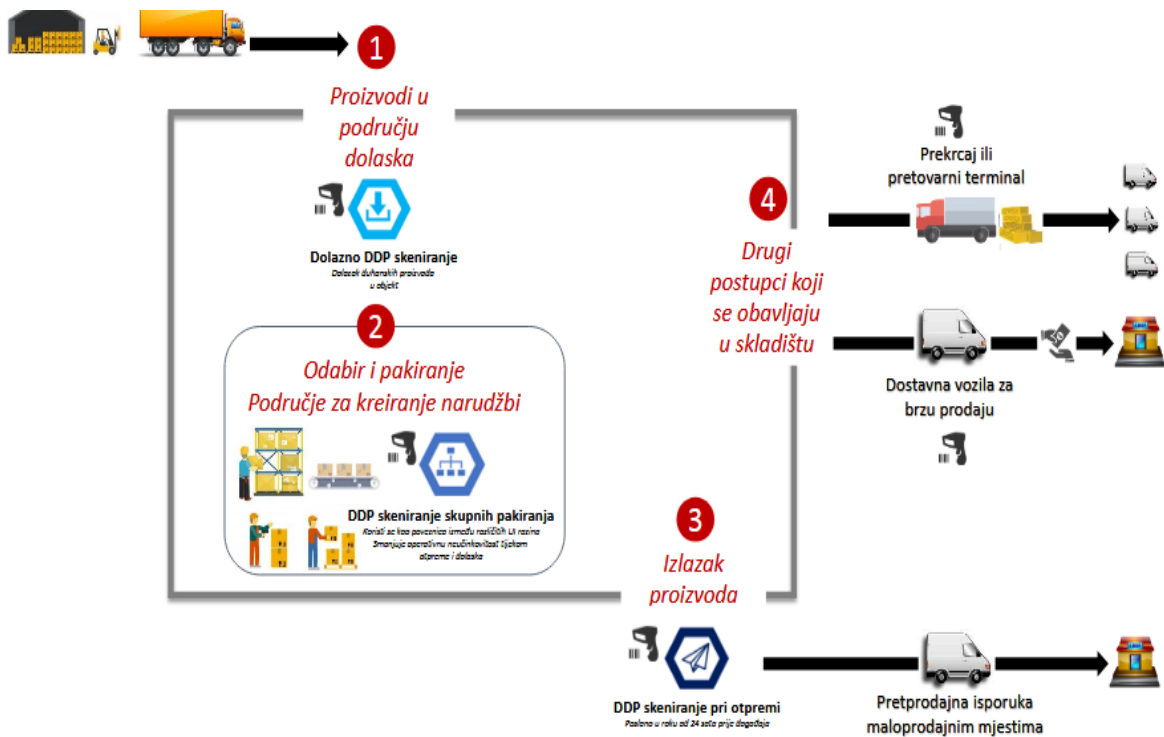 1
Proizvodi u
području
dolaska
Dolazno DDP skeniranje
Dolazak duhanskih proizvoda
u objekt
2
Odabir i pakiranje
Područje za kreiranje narudžbi
DDP skeniranje skupnih pakiranja
Koristi se kao poveznica između različitih UI razina
Smanjuje operativnu neučinkovitost tijekom
otpreme i dolaska
3
Izlazak
proizvoda
DDP skeniranje pri otpremi
Poslano u roku od 24 sata prije događaja
4
Drugi
postupci koji
se obavljaju
u skladištu
Prekrcaj ili
pretovarni terminal
Dostavna vozila za
brzu prodaju
Pretprodajna isporuka
maloprodajnim mjestima